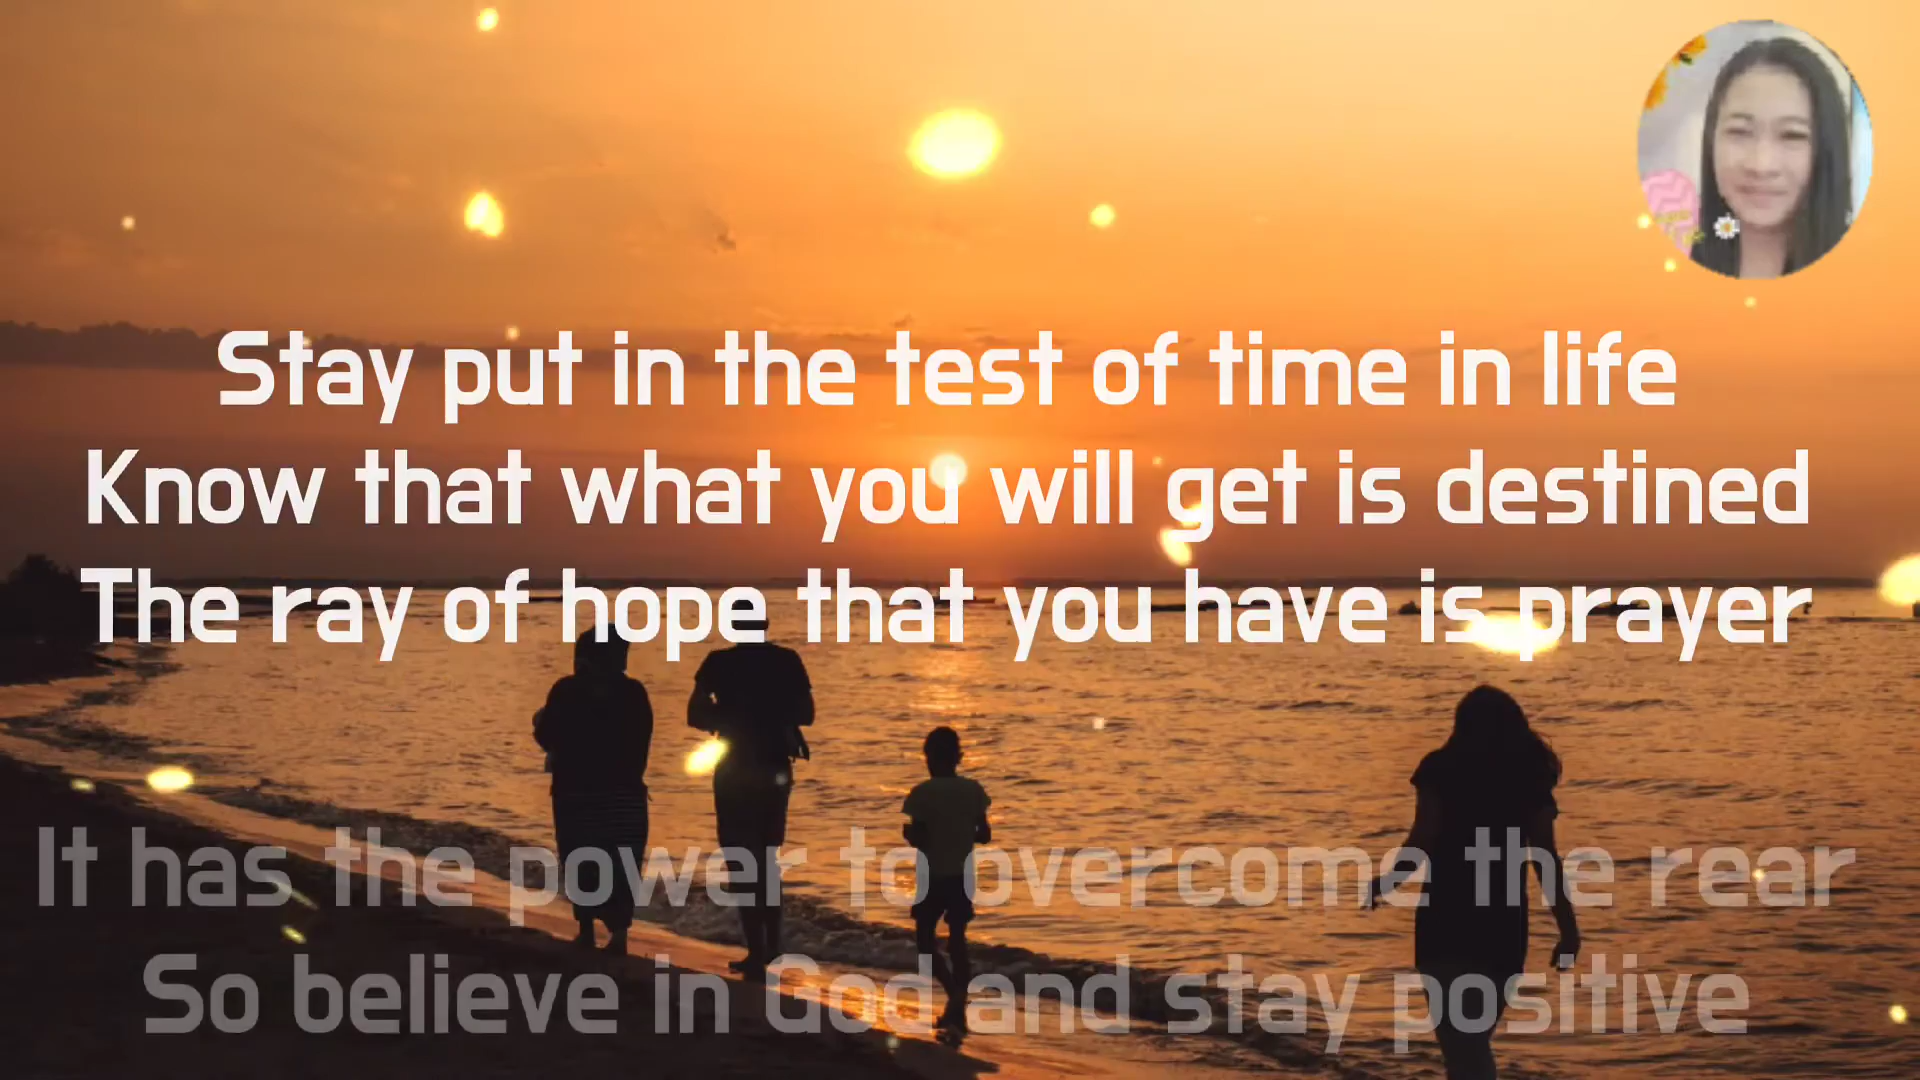 Stay put in the test of time in life
Know that what you will get is destined
The ray of hope that you have is prayer
It has the power to overcome the rear
So believe in God and stay positive